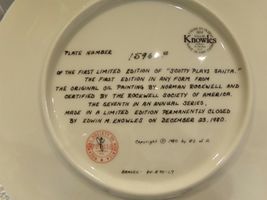 Knowles
PLATE NUMBER
OF THE FIRST LIMITED EDITION OF "SCOTTY PLAYS SANTA,"
THE FIRST EDITION IN ANY FORM FROM
THE ORIGINAL OIL PAINTING BY NORMAN ROCKWELL AND
CERTIFIED BY THE ROCKWELL SOCIETY OF AMERICA.
THE SEVENTH IN AN ANNUAL SERIES,
MADE IN A LIMITED EDITION PERMANENTLY CLOSED
BY EDWIN M. KNOWLES ON DECEMBER 23, 1980.
Copyright